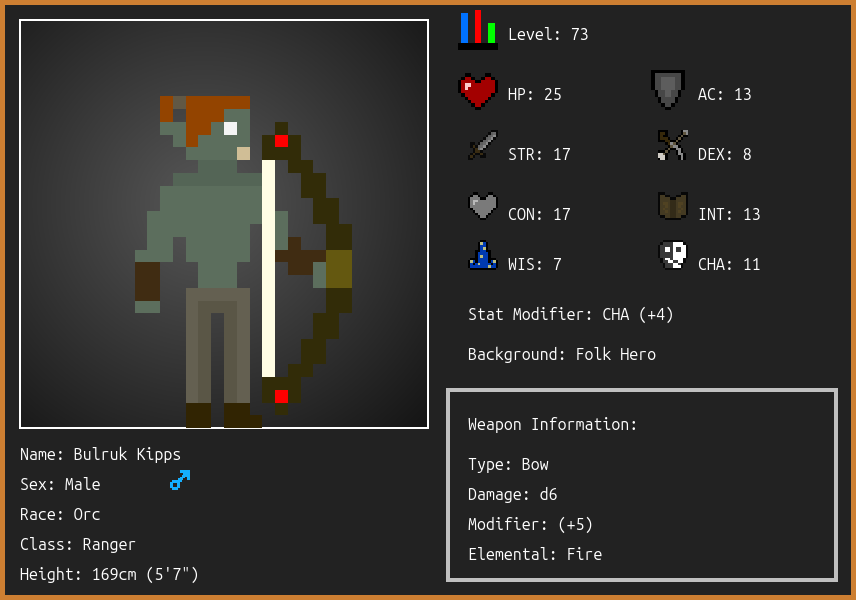 Level: 73
HP: 25
AC: 13
STR: 17
DEX: 8
CON: 17
INT: 13
WIS: 7
CHA: 11
Stat Modifier: CHA (+4)
Background: Folk Hero
Weapon Information:
Type: Bow
Damage: d6
Modifier: (+5)
Elemental: Fire
Name: Bulruk Kipps
Sex: Male
Race: Orc
Class: Ranger
Height: 169cm (5'7")